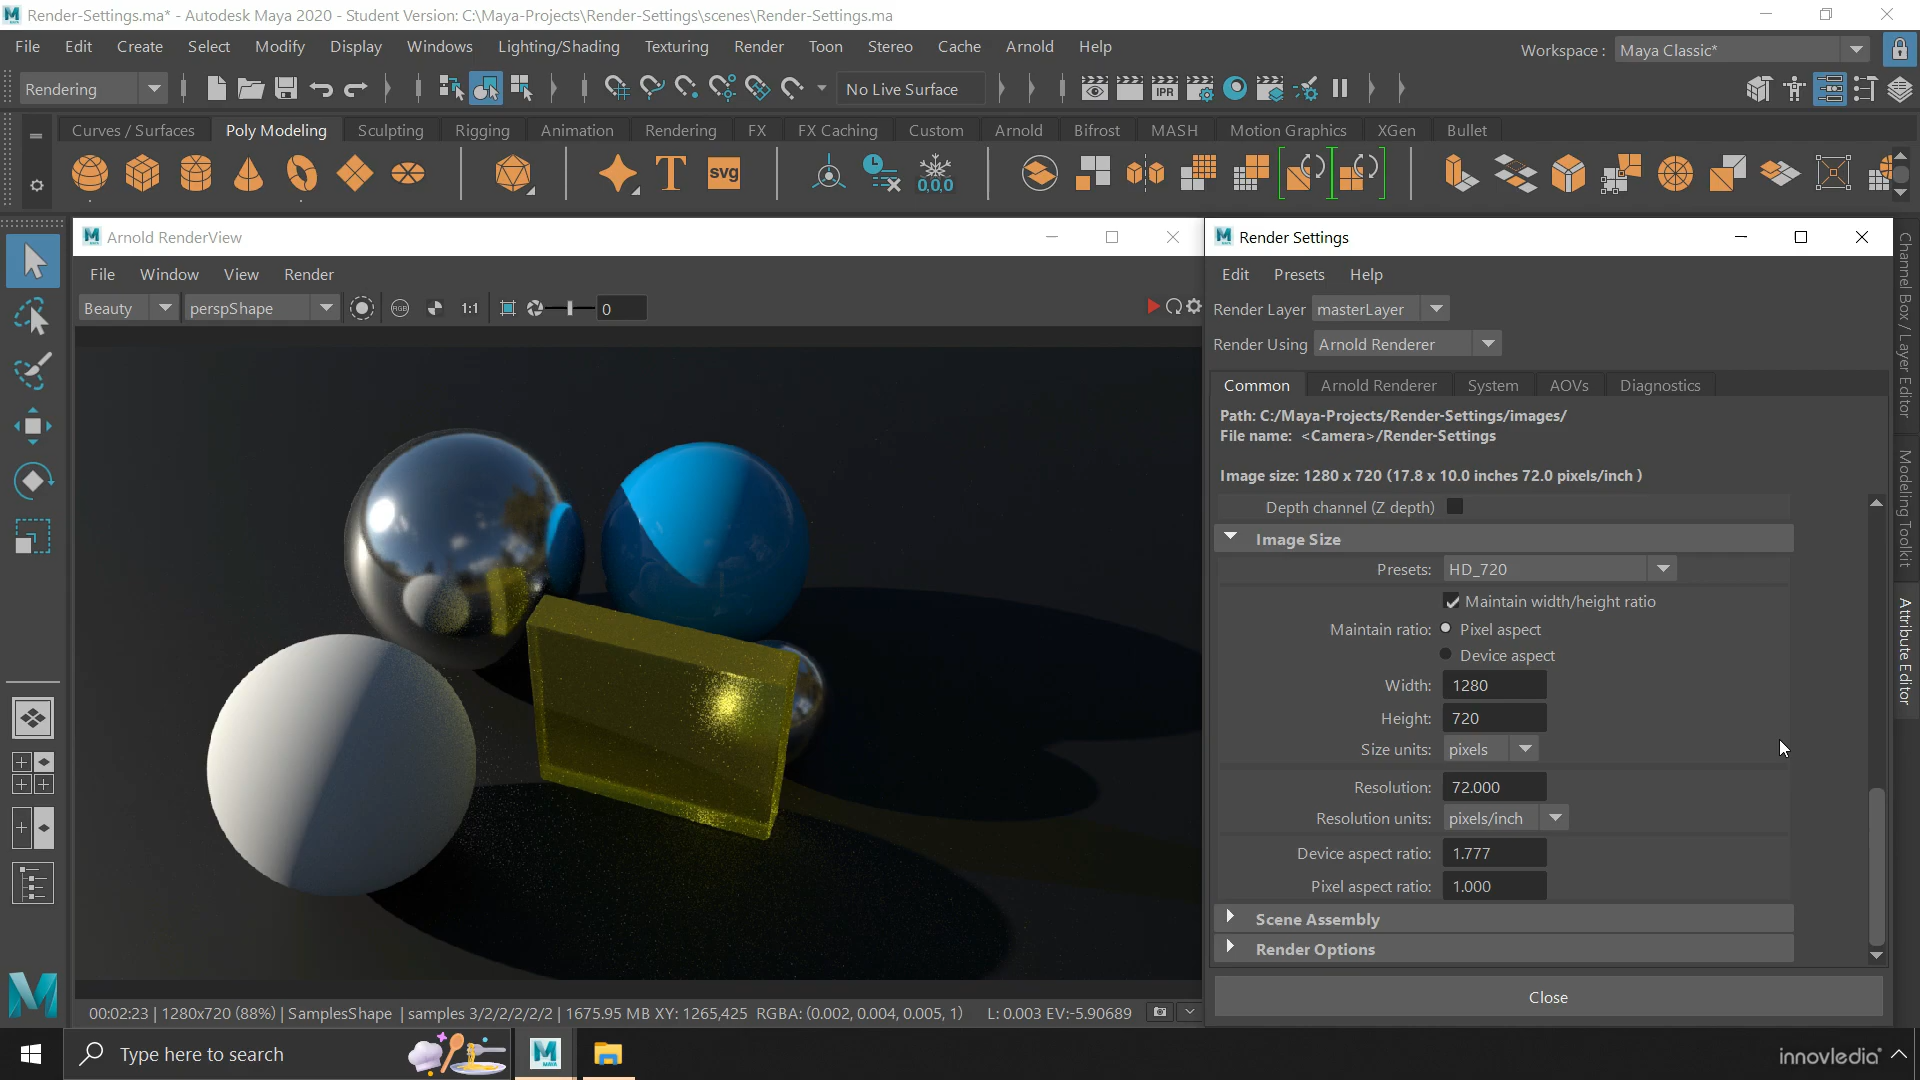 Render-Settings.ma* - Autodesk Maya 2020 - Student Version: C:\Maya-Projects\Render-Settings\scenes\Render-Settings.ma
File Edit Create Select Modify Display Windows Lighting/Shading Texturing Render Toon Stereo Cache Arnold Help
Workspace : Maya Classic*
Rendering
No Live Surface
IPR
Curves / Surfaces Poly Modeling Sculpting Rigging Animation Rendering FX FX Caching Custom Arnold Bifrost MASH Motion Graphics XGen Bullet
T
svg
0,0,0
Arnold RenderView
File Window View Render
Beauty perspShape RGB 1:1 0
Render Settings
Edit Presets Help
Render Layer masterLayer
Render Using Arnold Renderer
Common Arnold Renderer System AOVs Diagnostics
Path: C:/Maya-Projects/Render-Settings/images/
File name: <Camera>/Render-Settings
Image size: 1280 x 720 (17.8 x 10.0 inches 72.0 pixels/inch )
Depth channel (Z depth)
Image Size
Presets: HD_720
Maintain width/height ratio
Maintain ratio: Pixel aspect
Device aspect
Width: 1280
Height: 720
Size units: pixels
Resolution: 72.000
Resolution units: pixels/inch
Device aspect ratio: 1.777
Pixel aspect ratio: 1.000
Scene Assembly
Render Options
Close
Channel Box / Layer Editor
Modeling Toolkit
Attribute Editor
00:02:23 | 1280x720 (88%) | SamplesShape | samples 3/2/2/2/2/2 | 1675.95 MB XY: 1265,425 RGBA: (0.002, 0.004, 0.005, 1) L: 0.003 EV:-5.90689
Type here to search
MAYA
innovledia